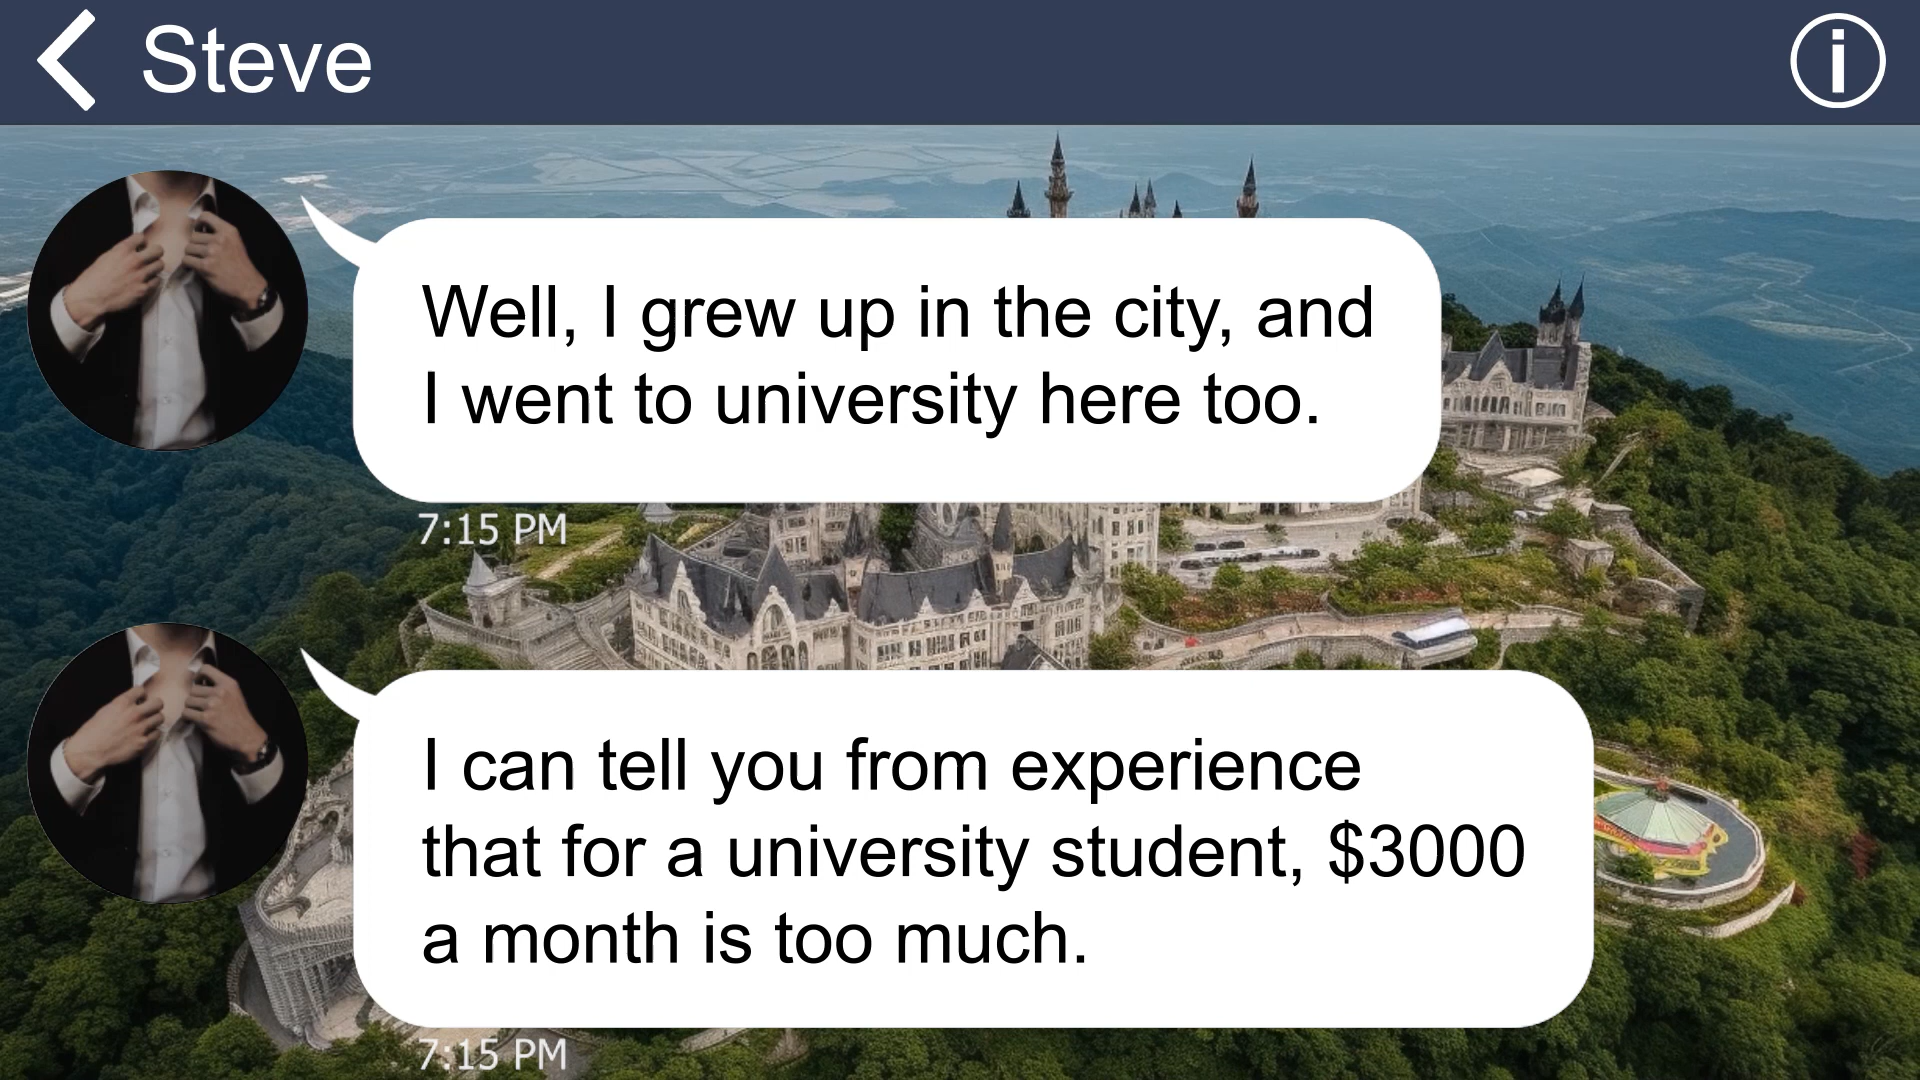 Steve
Well, I grew up in the city, and
I went to university here too.
7:15 PM
I can tell you from experience
that for a university student, $3000
a month is too much.
7:15 PM